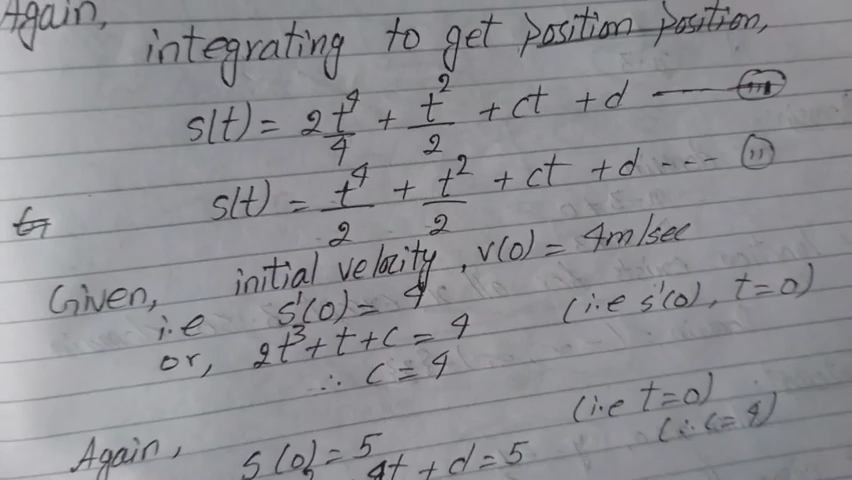 Again,
integrating to get position position,
s(t) = 2t⁴/4 + t²/2 + ct + d
s(t) = t⁴/2 + t²/2 + ct + d --- (ii)
Given, initial velocity, v(0) = 4m/sec
i.e s'(0) = 4 (i.e s'(0), t=0)
or, 2t³ + t + c = 4
∴ c = 4
Again, s(0) = 5 (i.e t=0)
4t + d = 5 (∵ c = 4)